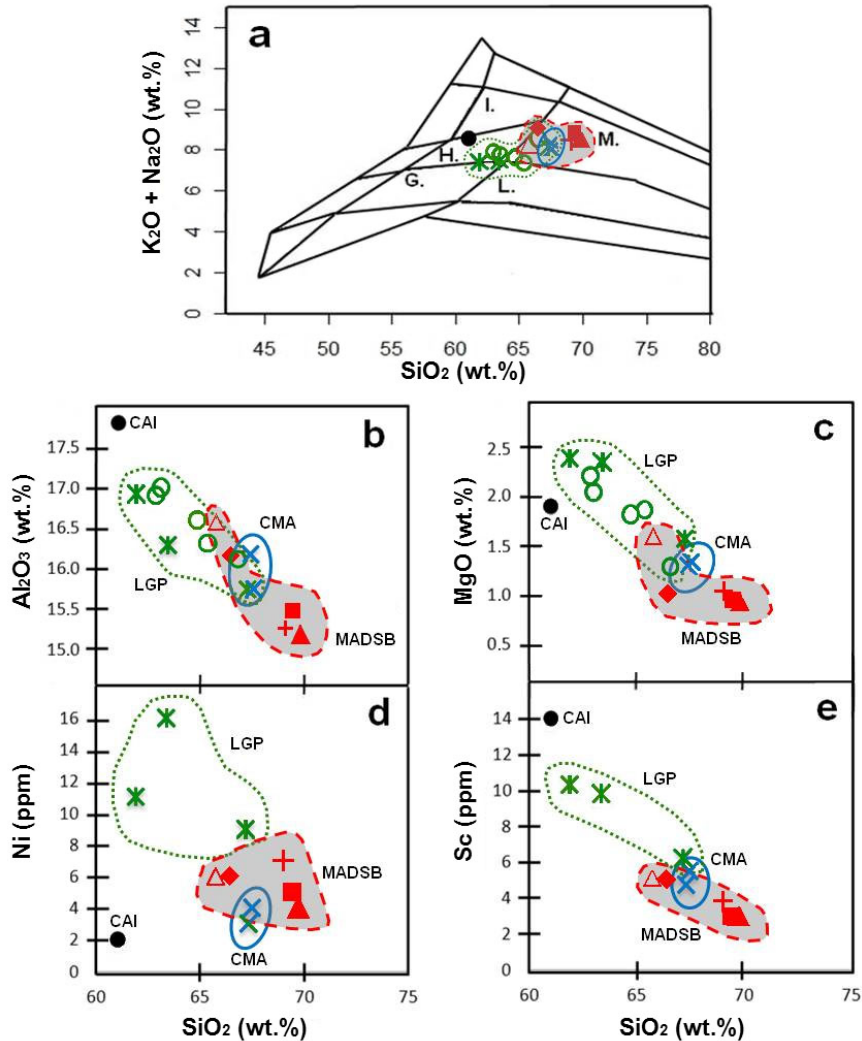 a
K₂O + Na₂O (wt.%)
14
12
10
8
6
4
2
0
I.
H.
M.
G.
L.
45 50 55 60 65 70 75 80
SiO₂ (wt.%)
b
Al₂O₃ (wt.%)
17.5
17.0
16.5
16.0
15.5
15.0
CAI
CMA
LGP
MADSB
c
MgO (wt.%)
2.5
2.0
1.5
1.0
0.5
LGP
CAI
CMA
MADSB
d
Ni (ppm)
16
14
12
10
8
6
4
2
0
LGP
MADSB
CAI
CMA
60 65 70 75
SiO₂ (wt.%)
e
Sc (ppm)
14
12
10
8
6
4
2
0
CAI
LGP
CMA
MADSB
60 65 70 75
SiO₂ (wt.%)